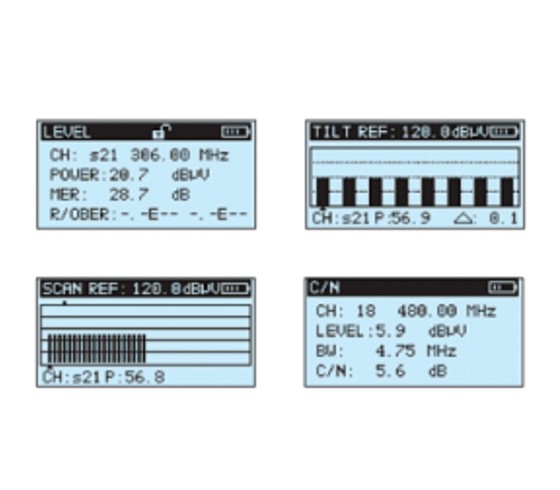 LEVEL
CH: s21 306.00 MHz
POWER:20.7 dBµV
MER: 28.7 dB
R/OBER:-.-E-- -.-E--
TILT REF: 120.0dBµV
CH:s21 P:56.9 △: 0.1
SCAN REF: 120.0dBµV
CH:s21 P:56.8
C/N
CH: 18 480.00 MHz
LEVEL:5.9 dBµV
BW: 4.75 MHz
C/N: 5.6 dB